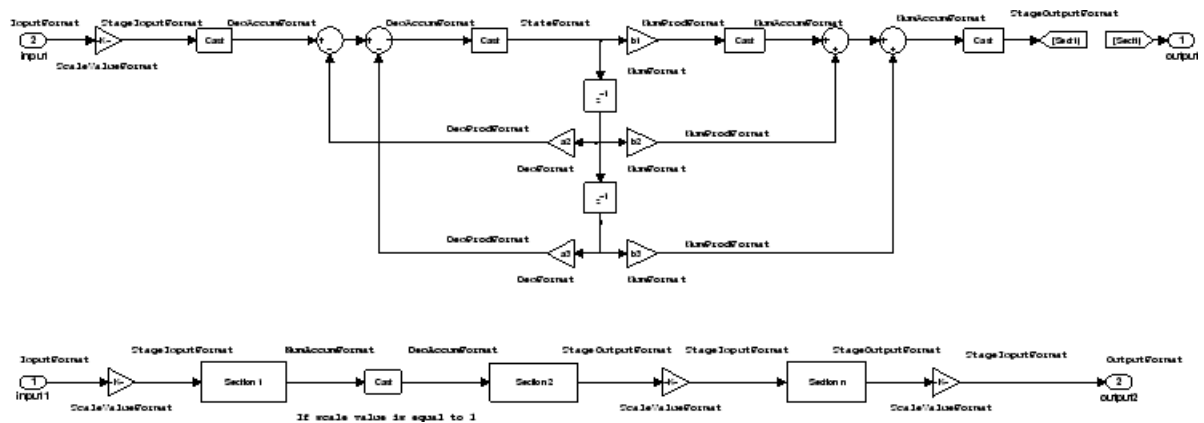 InputFormat StageInputFormat DenAccumFormat DenAccumFormat StateFormat NumProdFormat NumAccumFormat NumAccumFormat StageOutputFormat
2 K- Cast Cast b1 Cast Cast [Sect1] [Sect1] 1
input output
ScaleValueFormat NumFormat
z-1
DenProdFormat NumProdFormat
a2 b2
DenFormat NumFormat
z-1
DenProdFormat NumProdFormat
a3 b3
DenFormat NumFormat
InputFormat StageInputFormat NumAccumFormat DenAccumFormat StageOutputFormat StageInputFormat StageOutputFormat StageInputFormat OutputFormat
1 K- Section 1 Cast Section 2 K- Section n K- 2
input1 output2
ScaleValueFormat ScaleValueFormat ScaleValueFormat
If scale value is equal to 1